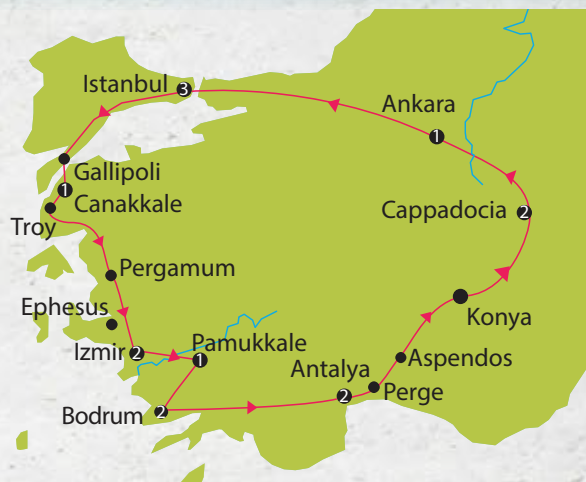 Istanbul 3
Ankara
1
Gallipoli
1 Canakkale
Troy
Cappadocia 2
Pergamum
Ephesus
Konya
Izmir 2
Pamukkale
1
Aspendos
Antalya
2
Perge
Bodrum 2